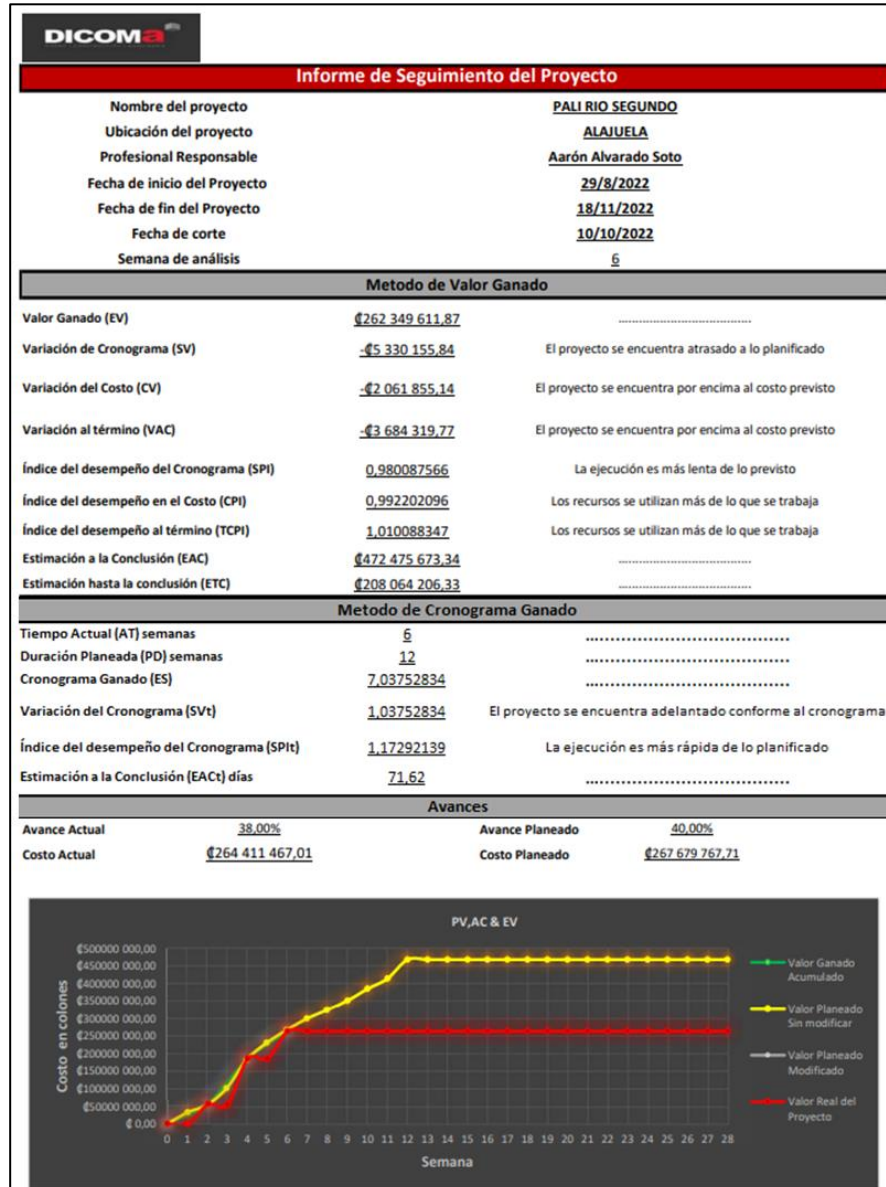 DICOMa
Informe de Seguimiento del Proyecto
Nombre del proyecto PALI RIO SEGUNDO
Ubicación del proyecto ALAJUELA
Profesional Responsable Aarón Alvarado Soto
Fecha de inicio del Proyecto 29/8/2022
Fecha de fin del Proyecto 18/11/2022
Fecha de corte 10/10/2022
Semana de análisis 6
Metodo de Valor Ganado
Valor Ganado (EV) ₡262 349 611,87 .......................................
Variación de Cronograma (SV) -₡5 330 155,84 El proyecto se encuentra atrasado a lo planificado
Variación del Costo (CV) -₡2 061 855,14 El proyecto se encuentra por encima al costo previsto
Variación al término (VAC) -₡3 684 319,77 El proyecto se encuentra por encima al costo previsto
Índice del desempeño del Cronograma (SPI) 0,980087566 La ejecución es más lenta de lo previsto
Índice del desempeño en el Costo (CPI) 0,992202096 Los recursos se utilizan más de lo que se trabaja
Índice del desempeño al término (TCPI) 1,010088347 Los recursos se utilizan más de lo que se trabaja
Estimación a la Conclusión (EAC) ₡472 475 673,34 .......................................
Estimación hasta la conclusión (ETC) ₡208 064 206,33 .......................................
Metodo de Cronograma Ganado
Tiempo Actual (AT) semanas 6 .......................................
Duración Planeada (PD) semanas 12 .......................................
Cronograma Ganado (ES) 7,03752834 .......................................
Variación del Cronograma (SVt) 1,03752834 El proyecto se encuentra adelantado conforme al cronograma
Índice del desempeño del Cronograma (SPIt) 1,17292139 La ejecución es más rápida de lo planificado
Estimación a la Conclusión (EACt) días 71,62 .......................................
Avances
Avance Actual 38,00% Avance Planeado 40,00%
Costo Actual ₡264 411 467,01 Costo Planeado ₡267 679 767,71
PV,AC & EV
Costo en colones
₡500000 000,00
₡450000 000,00
₡400000 000,00
₡350000 000,00
₡300000 000,00
₡250000 000,00
₡200000 000,00
₡150000 000,00
₡100000 000,00
₡50000 000,00
₡ 0,00
0 1 2 3 4 5 6 7 8 9 10 11 12 13 14 15 16 17 18 19 20 21 22 23 24 25 26 27 28
Semana
Valor Ganado
Acumulado
Valor Planeado
Sin modificar
Valor Planeado
Modificado
Valor Real del
Proyecto